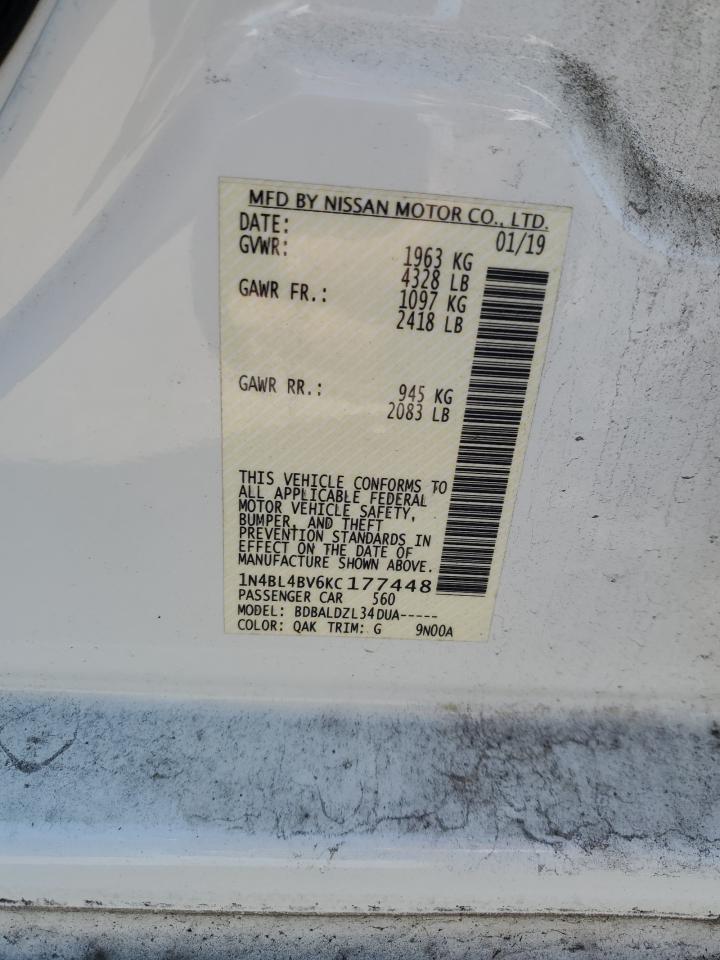 MFD BY NISSAN MOTOR CO., LTD.
DATE: 01/19
GVWR: 1963 KG
4328 LB
GAWR FR.: 1097 KG
2418 LB
GAWR RR.: 945 KG
2083 LB
THIS VEHICLE CONFORMS TO
ALL APPLICABLE FEDERAL
MOTOR VEHICLE SAFETY,
BUMPER, AND THEFT
PREVENTION STANDARDS IN
EFFECT ON THE DATE OF
MANUFACTURE SHOWN ABOVE.
1N4BL4BV6KC177448
PASSENGER CAR 560
MODEL: BDBALDZL34DUA-----
COLOR: QAK TRIM: G 9N00A